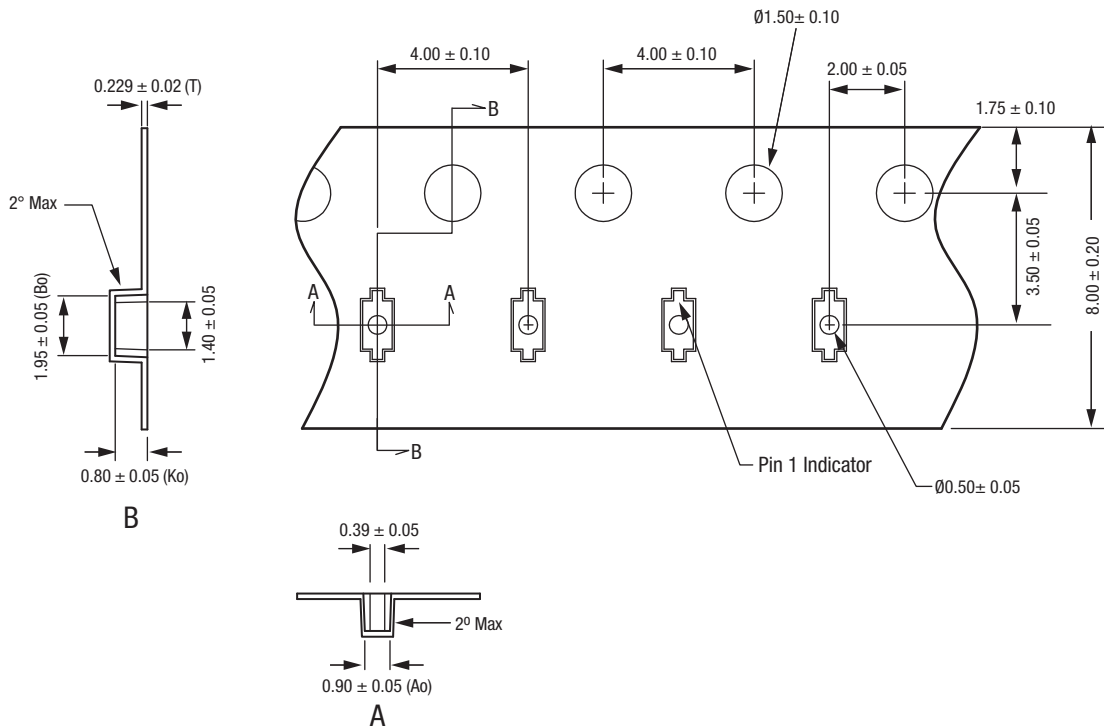 Ø1.50± 0.10
4.00 ± 0.10
4.00 ± 0.10
2.00 ± 0.05
0.229 ± 0.02 (T)
1.75 ± 0.10
B
2° Max
3.50 ± 0.05
8.00 ± 0.20
A
A
1.95 ± 0.05 (Bo)
1.40 ± 0.05
B
Pin 1 Indicator
0.80 ± 0.05 (Ko)
Ø0.50± 0.05
B
0.39 ± 0.05
2º Max
0.90 ± 0.05 (Ao)
A